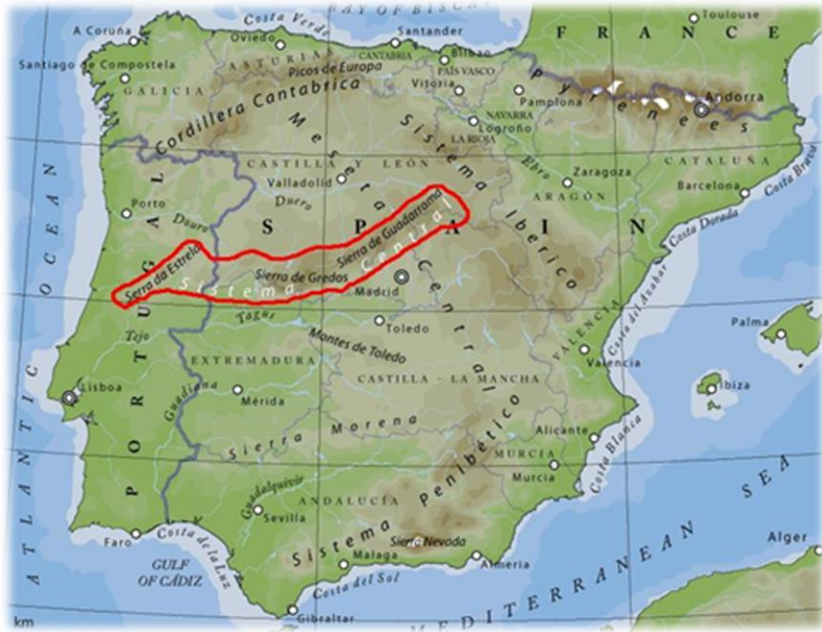 BAY OF BISCAY
Toulouse
Costa Verde
A Coruña
Santander
FRANCE
Oviedo
Bilbao
ASTURIAS
CANTABRIA
PAÍS VASCO
Santiago de Compostela
Picos de Europa
Vitoria
Pyrenees
GALICIA
Cordillera Cantabrica
Pamplona
Andorra
NAVARRA
Logroño
LA RIOJA
Meseta Central
Sistema Iberico
CASTILLA Y LEÓN
Ebro
Zaragoza
CATALUÑA
Valladolid
ARAGÓN
Barcelona
Costa Brava
Porto
Douro
Duero
SPAIN
Costa Dorada
ATLANTIC OCEAN
PORTUGAL
Serra da Estrela
Sierra de Guadarrama
Sierra de Gredos
Sistema Central
Madrid
Tagus
Tejo
Toledo
Montes de Toledo
VALENCIA
Costa del Azahar
Palma
EXTREMADURA
Valencia
CASTILLA - LA MANCHA
Lisboa
Guadiana
Mérida
Ibiza
Sierra Morena
Alicante
MURCIA
Costa Blanca
Murcia
Guadalquivir
ANDALUCÍA
Sevilla
Sistema Penibético
Sierra Nevada
MEDITERRANEAN SEA
Faro
Costa de la Luz
GULF
OF CÁDIZ
Malaga
Almeria
Alger
Costa del Sol
Gibraltar
km